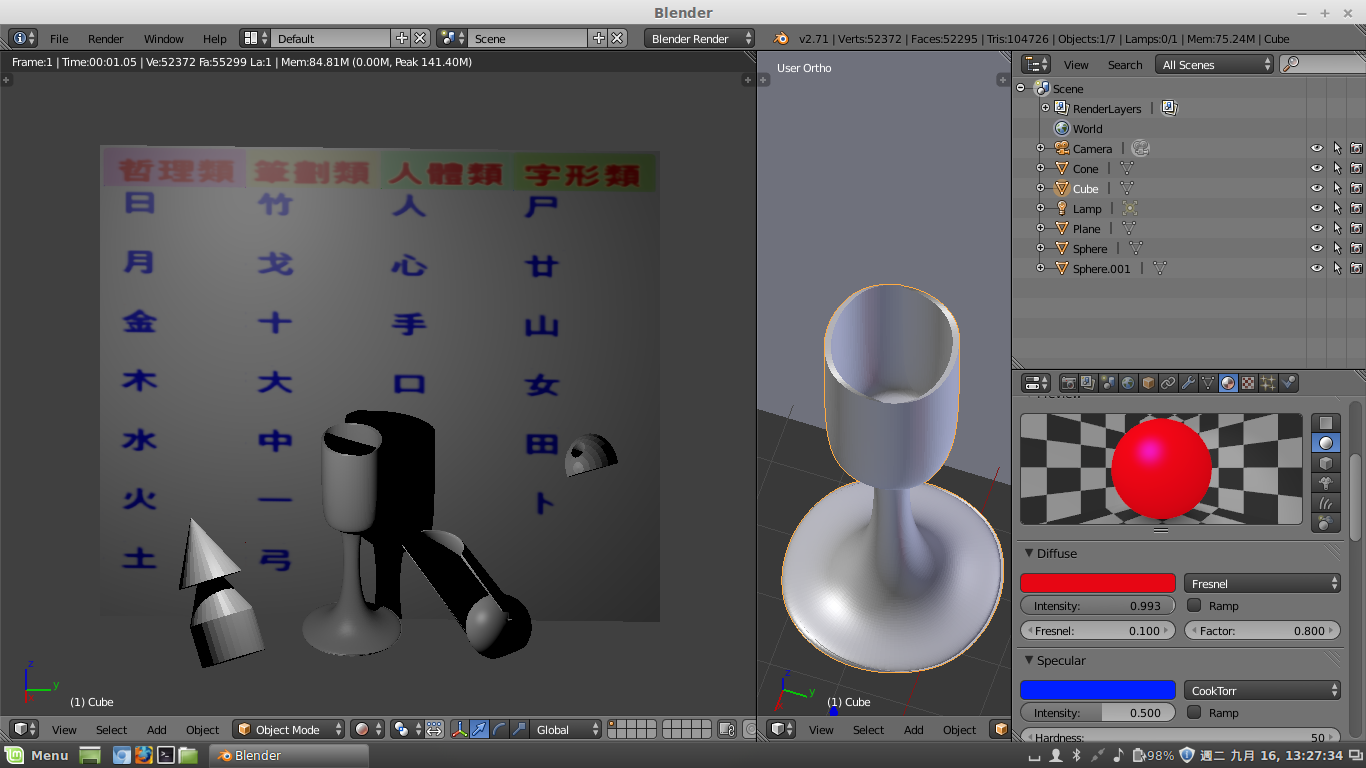 Blender
File Render Window Help Default Scene Blender Render v2.71 | Verts:52372 | Faces:52295 | Tris:104726 | Objects:1/7 | Lamps:0/1 | Mem:75.24M | Cube
Frame:1 | Time:00:01.05 | Ve:52372 Fa:55299 La:1 | Mem:84.81M (0.00M, Peak 141.40M)
哲理類 筆劃類 人體類 字形類
日 竹 人 尸
月 戈 心 廿
金 十 手 山
木 大 口 女
水 中 田
火 一 卜
土 弓
z
y
(1) Cube
View Select Add Object Object Mode Global
User Ortho
z
y
(1) Cube
View Select Add Object
View Search All Scenes
Scene
RenderLayers
World
Camera
Cone
Cube
Lamp
Plane
Sphere
Sphere.001
Diffuse
Fresnel
Intensity: 0.993 Ramp
Fresnel: 0.100 Factor: 0.800
Specular
CookTorr
Intensity: 0.500 Ramp
Hardness: 50
Menu Blender 98% 週二 九月 16, 13:27:34